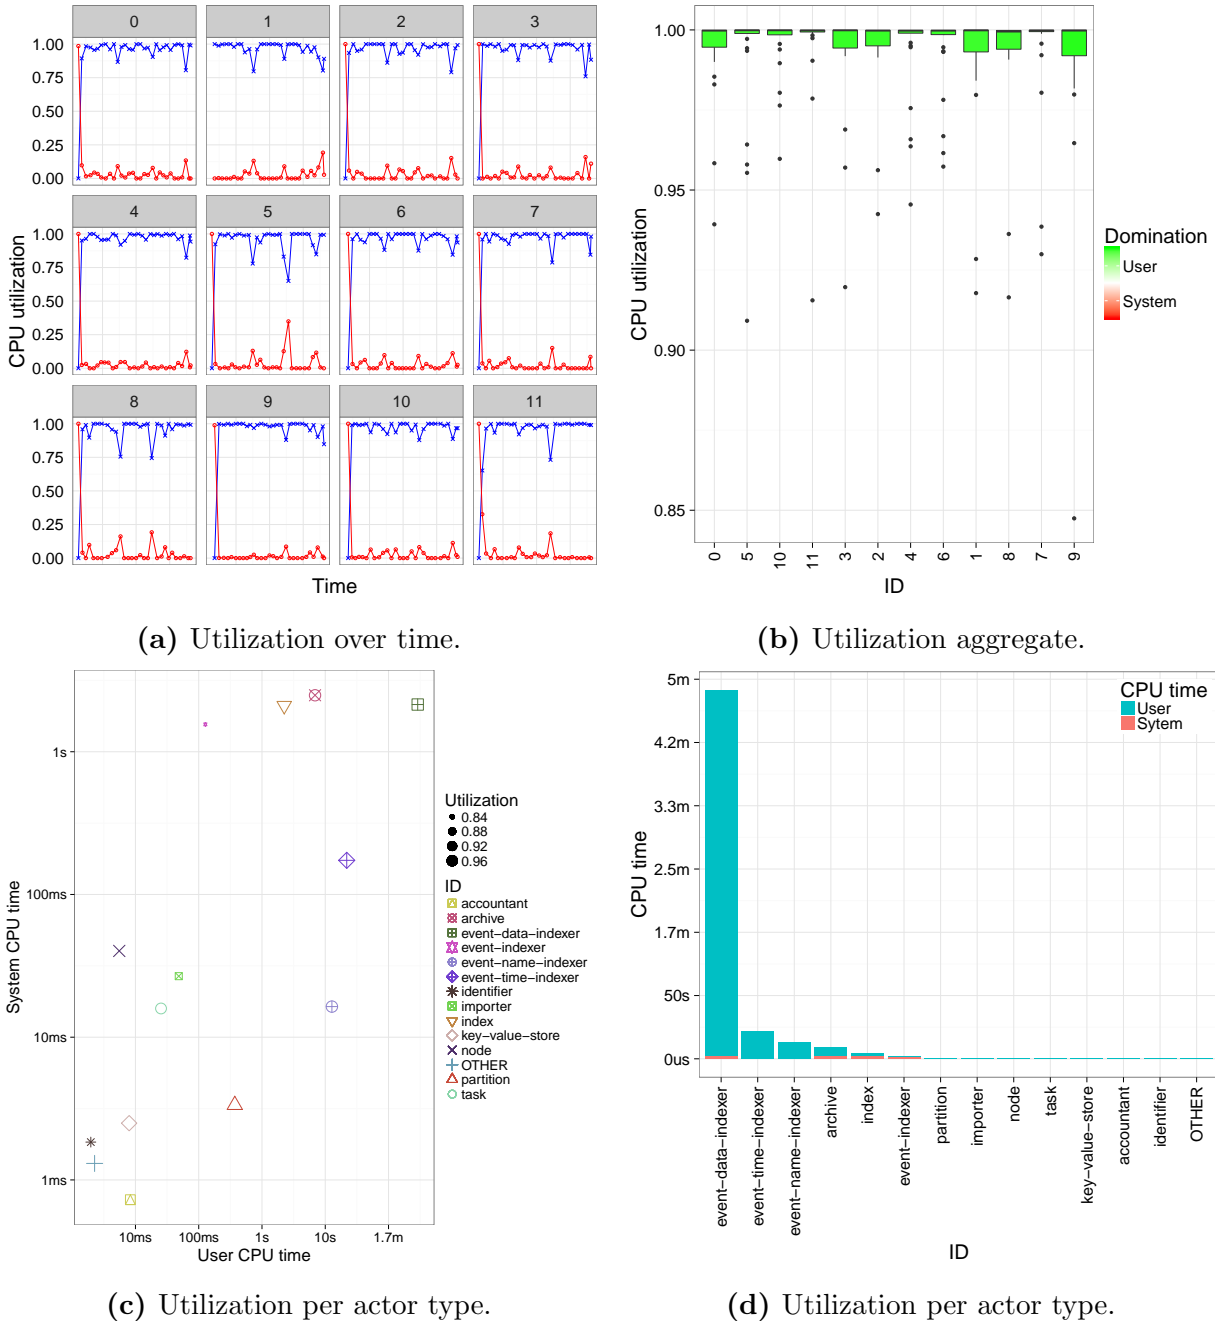 0 1 2 3
1.00
0.75
0.50
0.25
0.00
4 5 6 7
1.00
0.75
0.50
0.25
0.00
8 9 10 11
1.00
0.75
0.50
0.25
0.00
CPU utilization
Time
(a) Utilization over time.
1.00
0.95
0.90
0.85
CPU utilization
0 5 10 11 3 2 4 6 1 8 7 9
ID
Domination
User
System
(b) Utilization aggregate.
1s
100ms
10ms
1ms
System CPU time
10ms 100ms 1s 10s 1.7m
User CPU time
Utilization
0.84
0.88
0.92
0.96
ID
accountant
archive
event-data-indexer
event-indexer
event-name-indexer
event-time-indexer
identifier
importer
index
key-value-store
node
OTHER
partition
task
(c) Utilization per actor type.
5m
4.2m
3.3m
2.5m
1.7m
50s
0us
CPU time
CPU time
User
Sytem
event-data-indexer
event-time-indexer
event-name-indexer
archive
index
event-indexer
partition
importer
node
task
key-value-store
accountant
identifier
OTHER
ID
(d) Utilization per actor type.